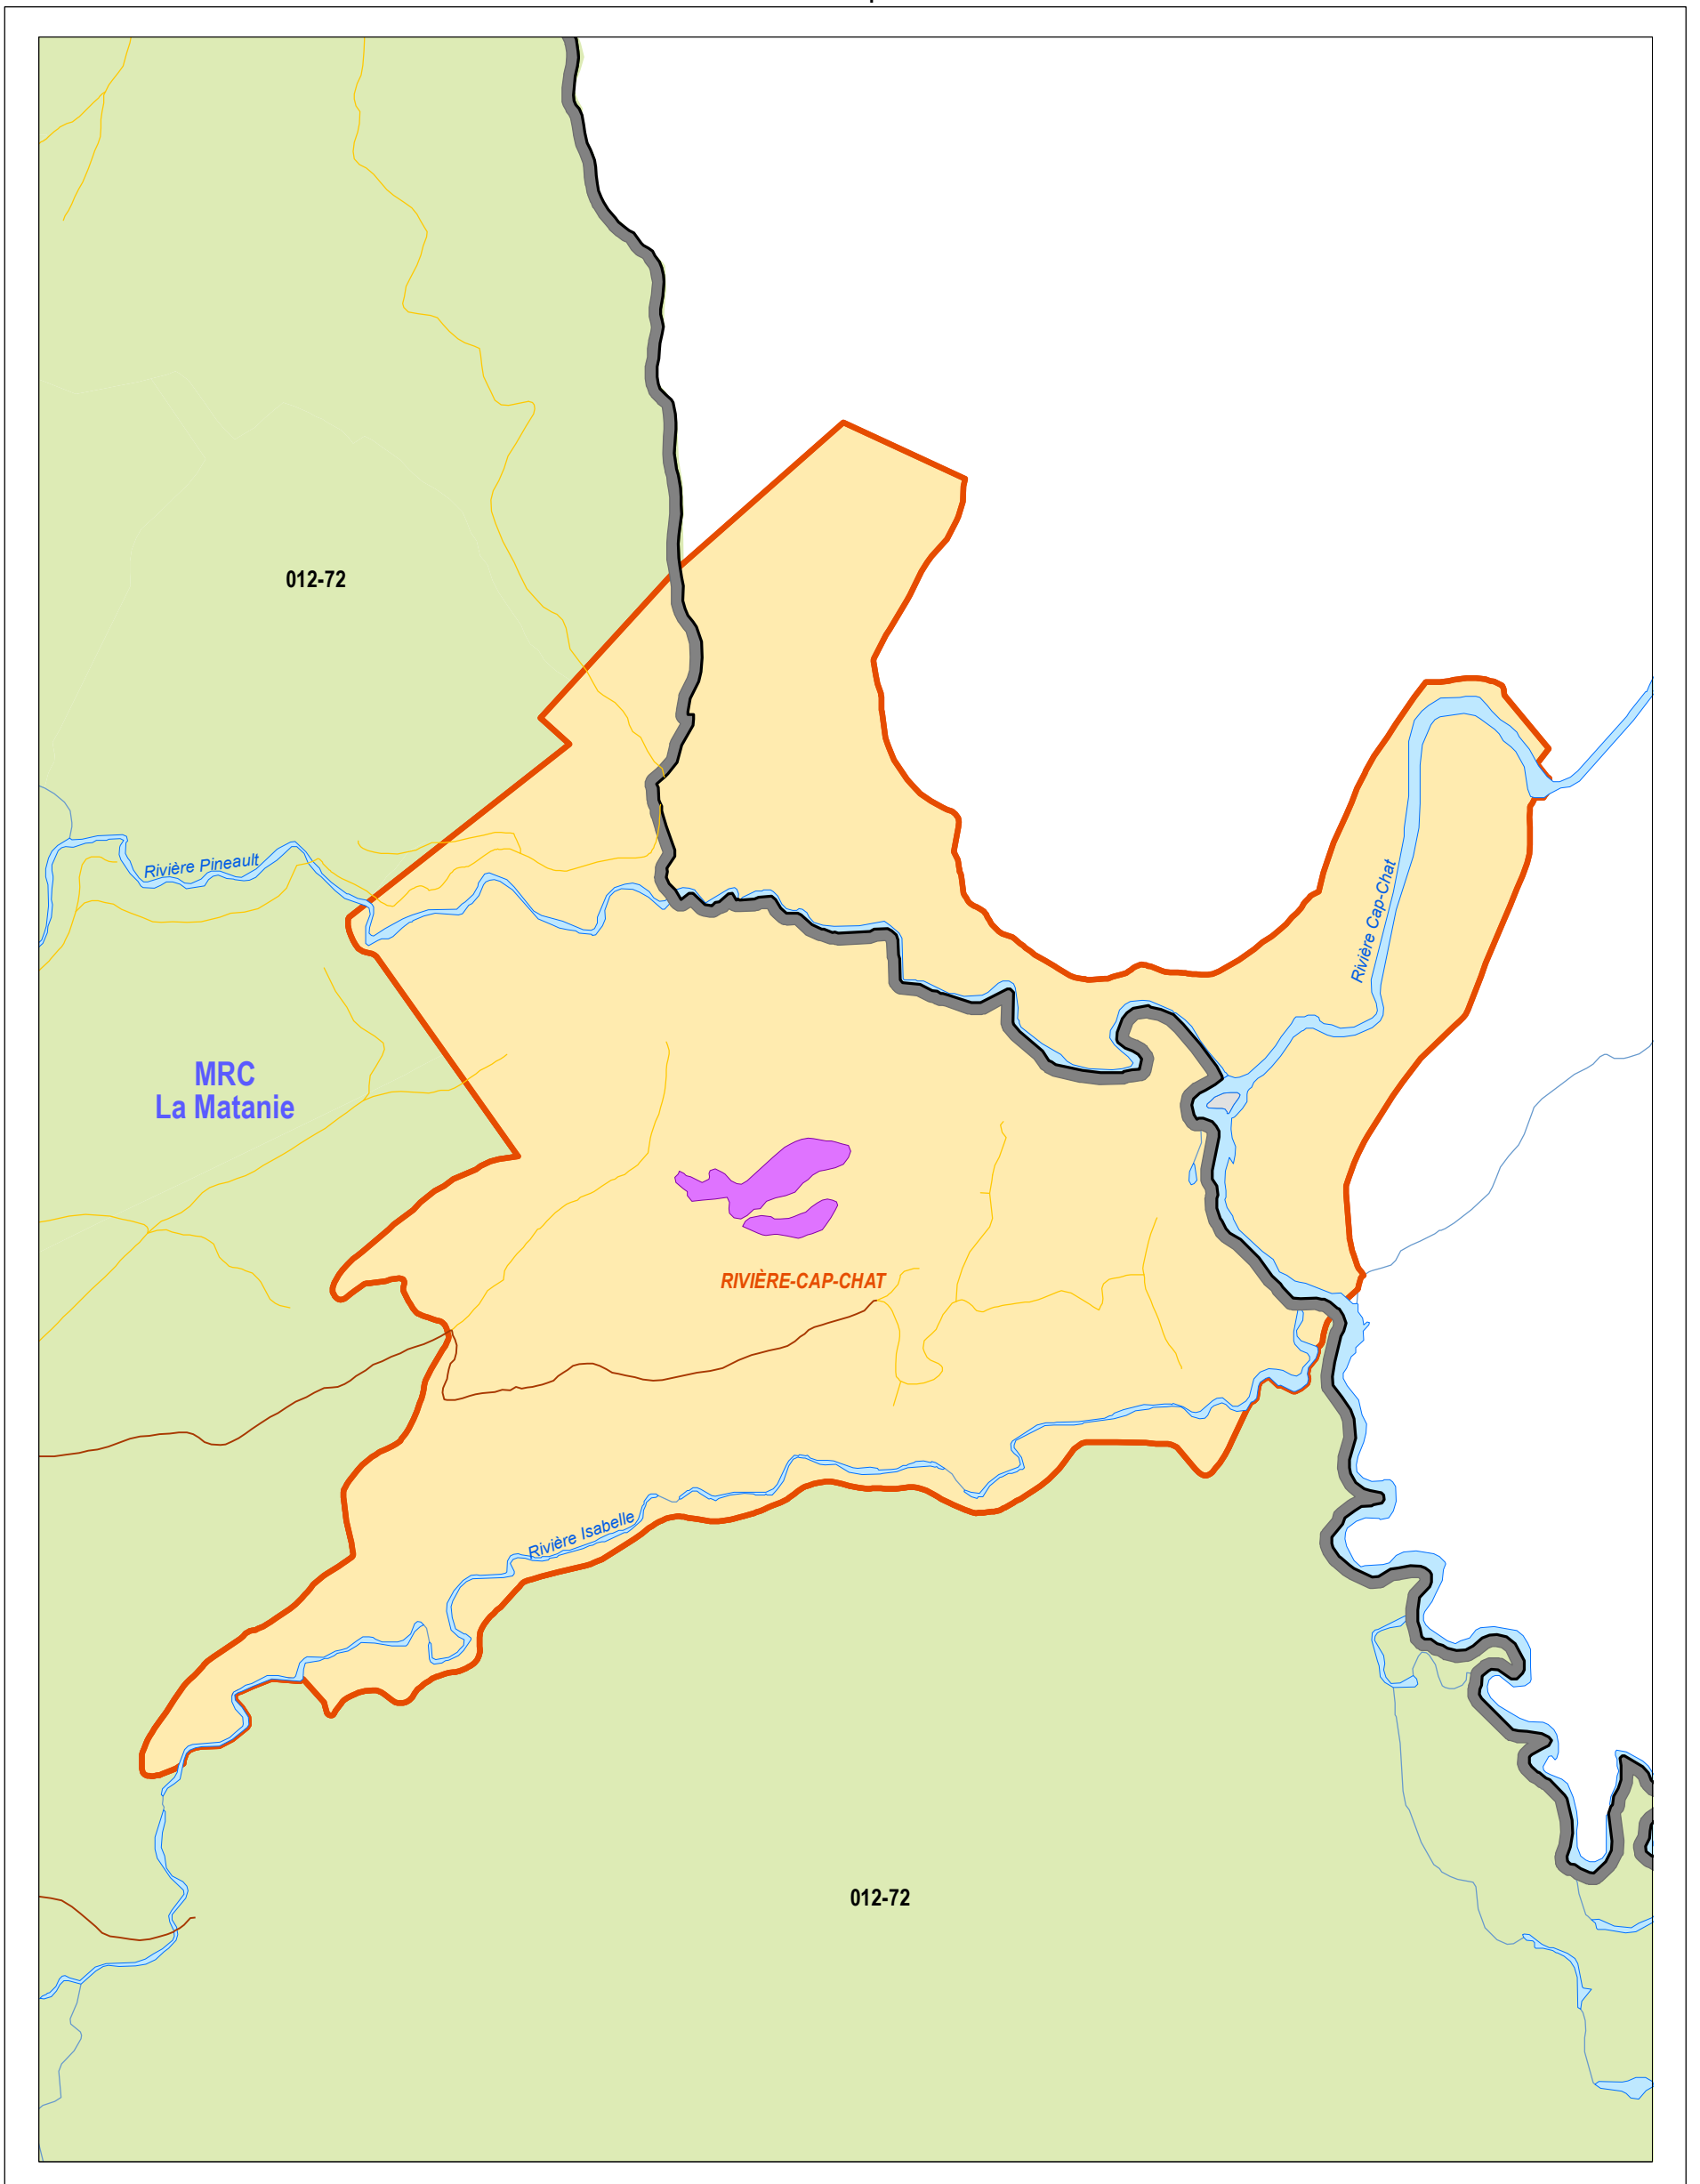 012-72
Rivière Pineault
Rivière Cap-Chat
MRC
La Matanie
RIVIÈRE-CAP-CHAT
Rivière Isabelle
012-72